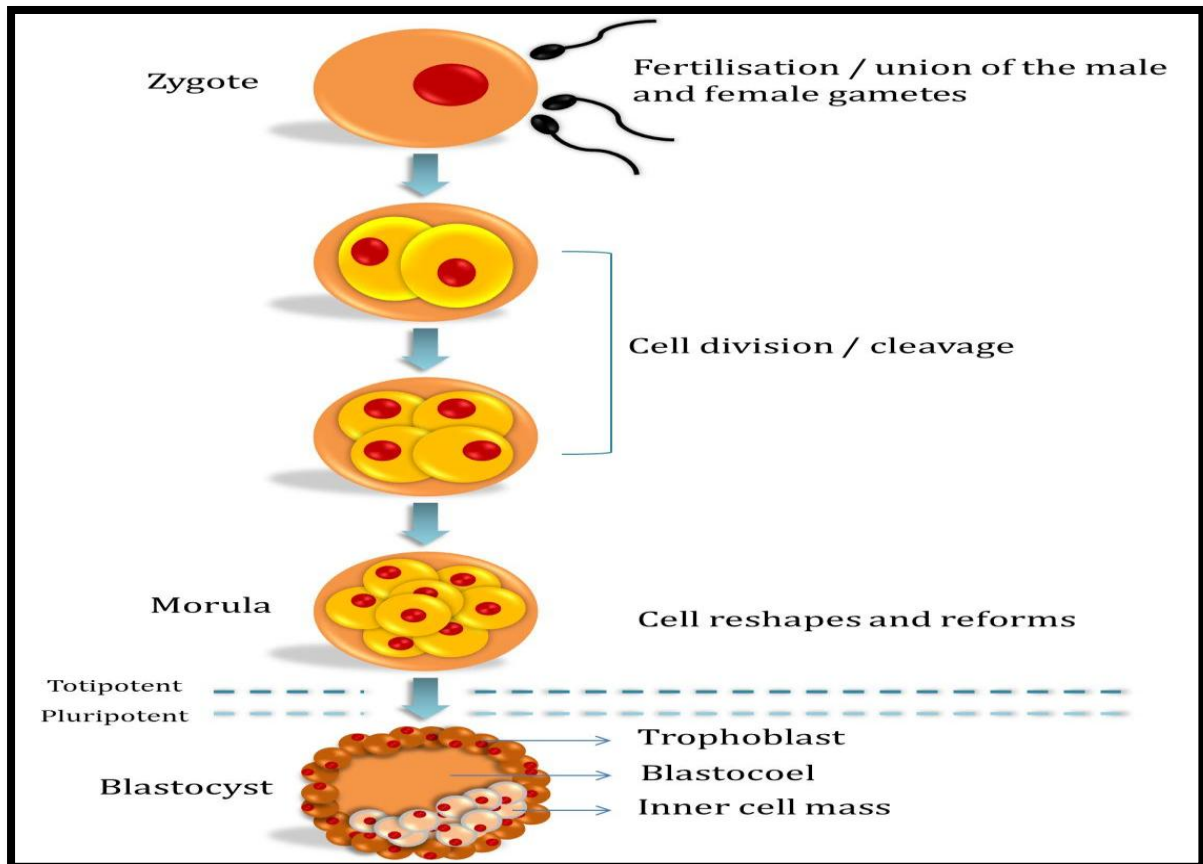 Zygote
Fertilisation / union of the male
and female gametes
Cell division / cleavage
Morula
Cell reshapes and reforms
Totipotent
Pluripotent
Trophoblast
Blastocyst
Blastocoel
Inner cell mass